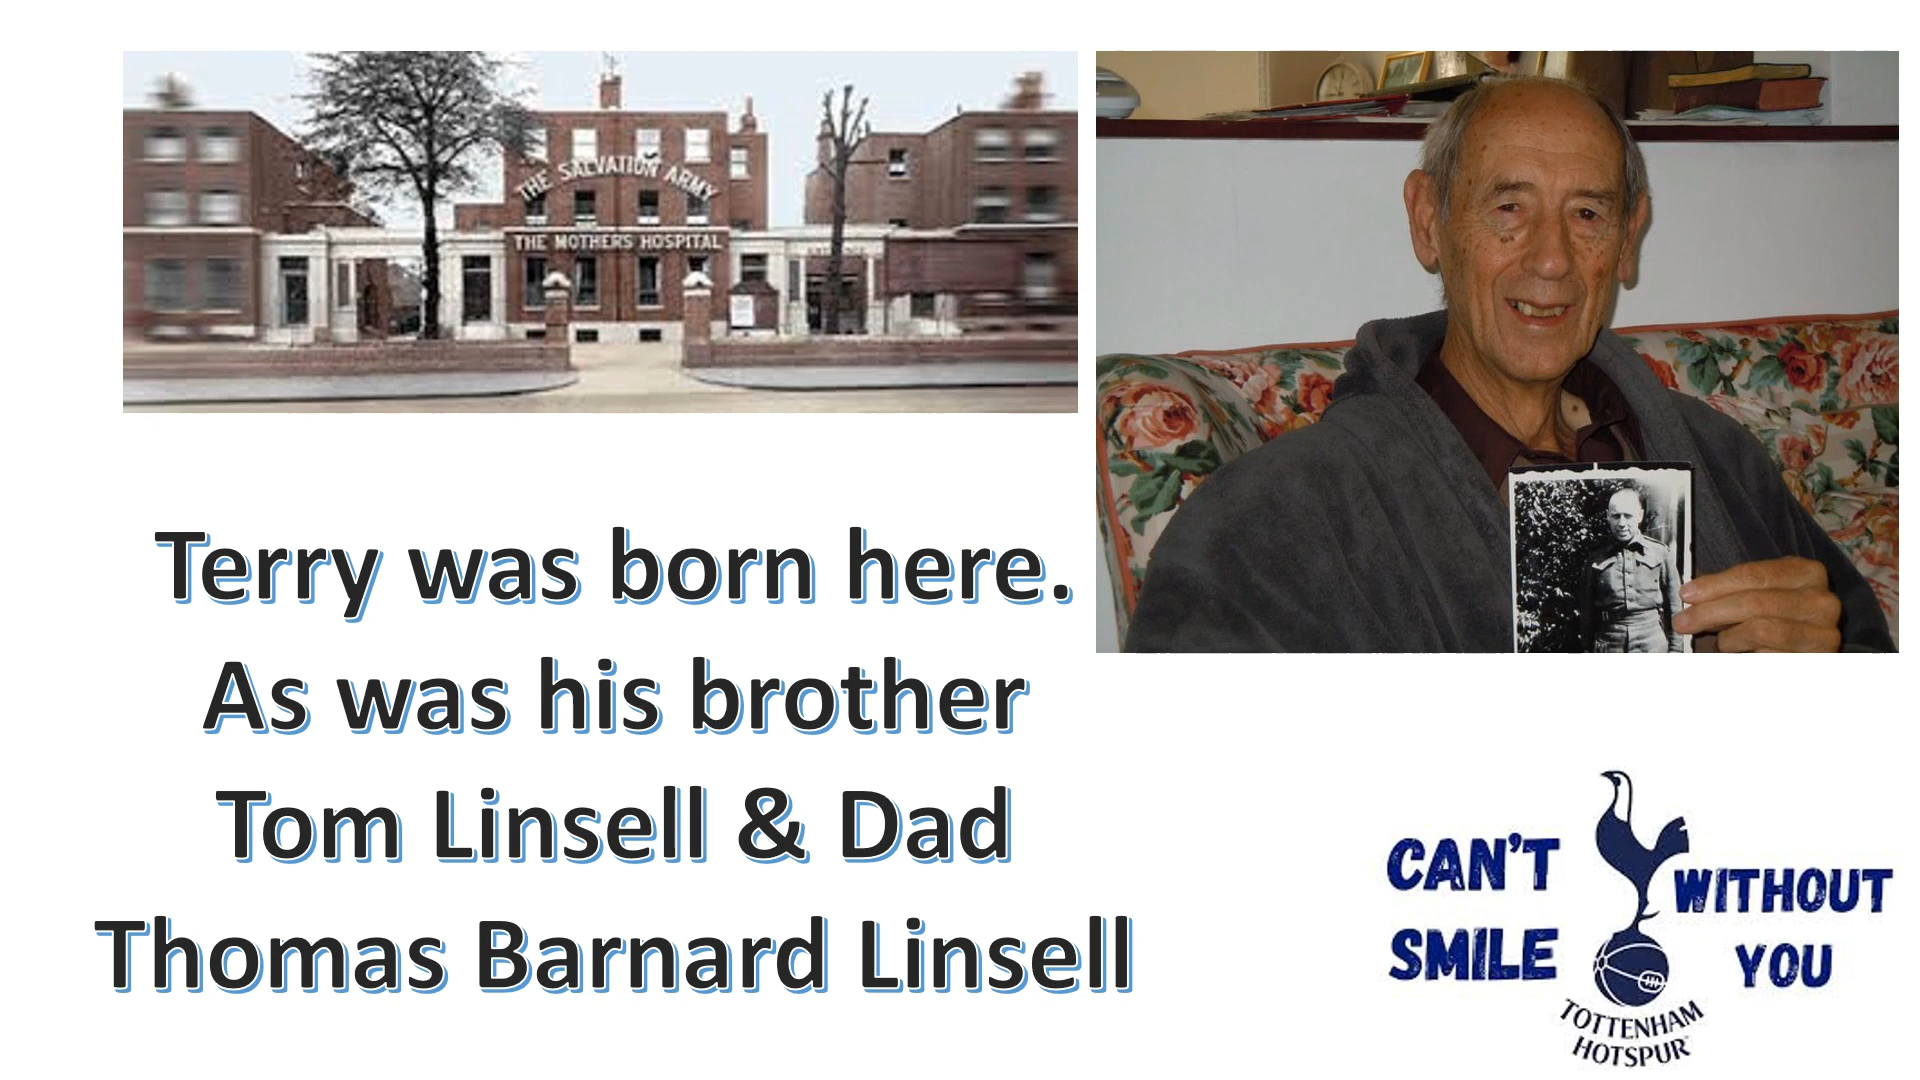 THE SALVATION ARMY
THE MOTHERS HOSPITAL
Terry was born here.
As was his brother
Tom Linsell & Dad
Thomas Barnard Linsell
CAN'T
SMILE
WITHOUT
YOU
TOTTENHAM
HOTSPUR